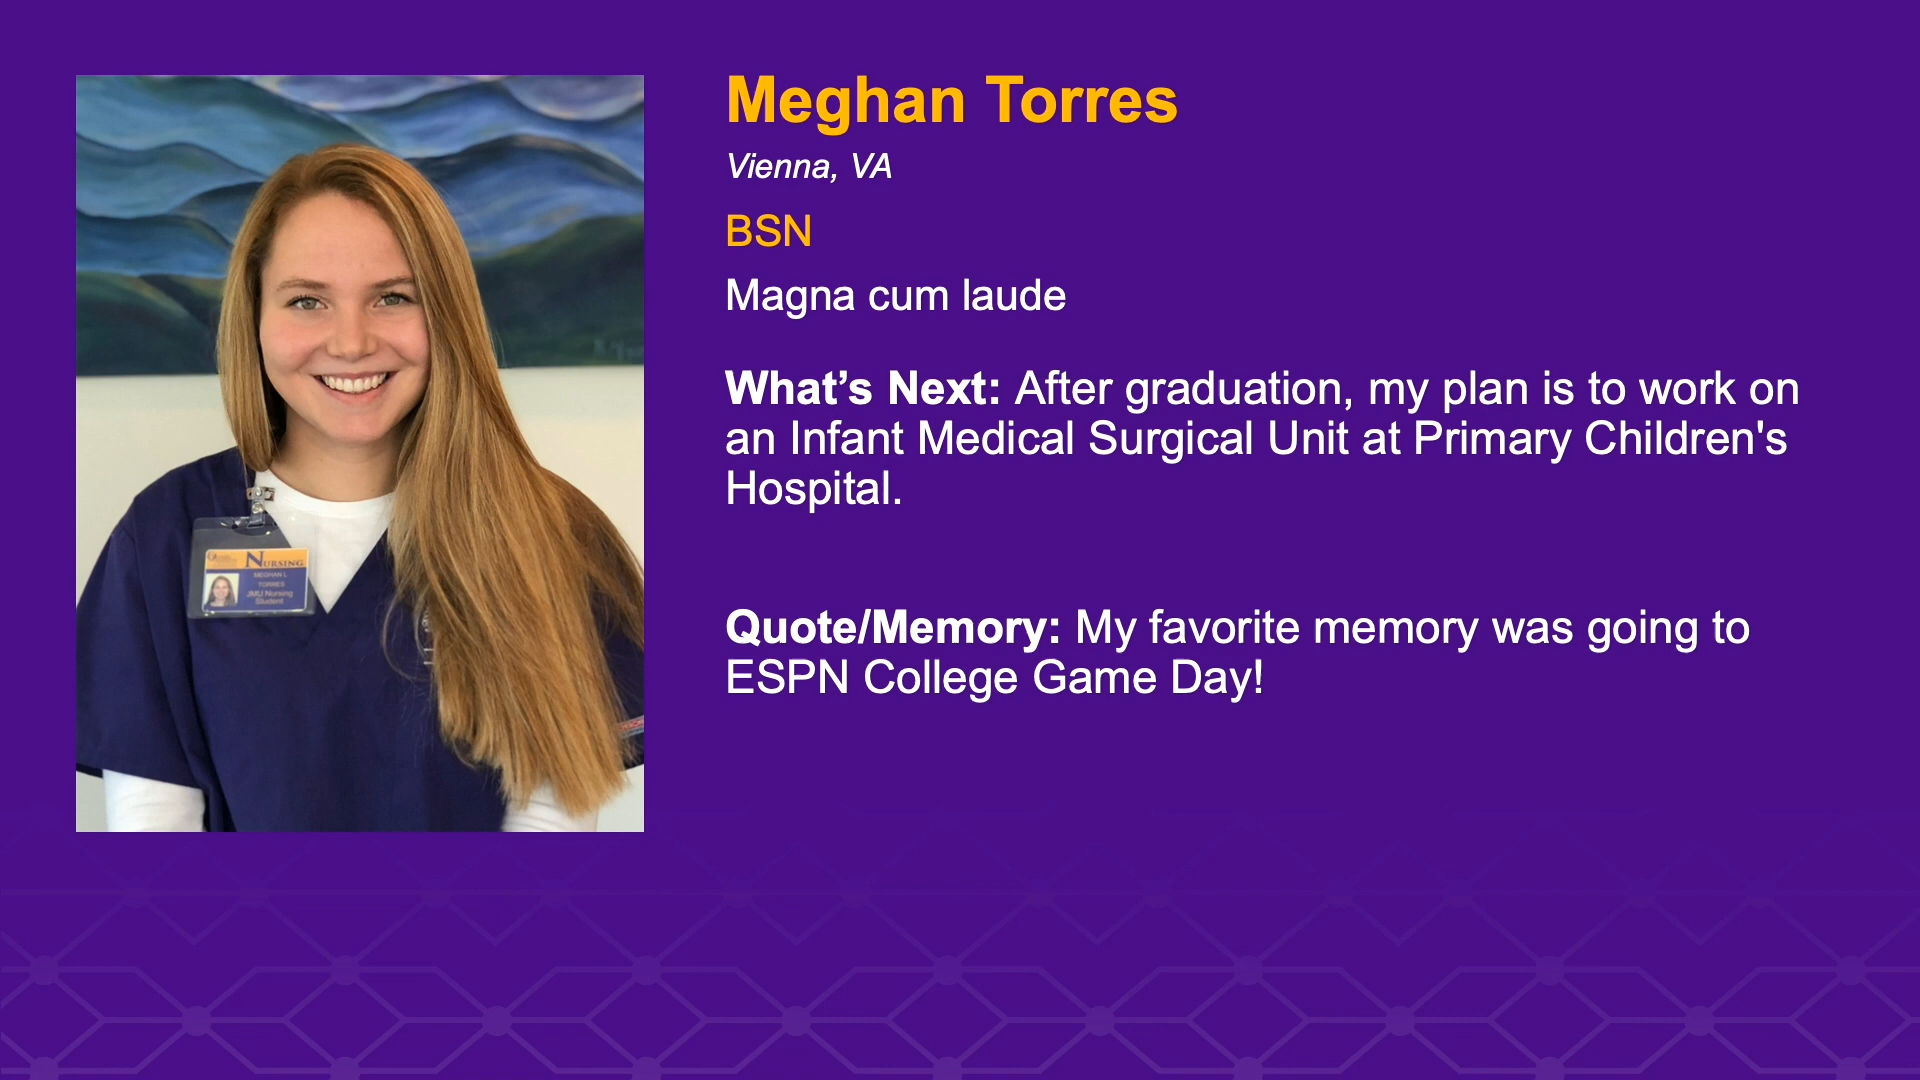 Meghan Torres
Vienna, VA
BSN
Magna cum laude
What’s Next: After graduation, my plan is to work on
an Infant Medical Surgical Unit at Primary Children's
Hospital.
Quote/Memory: My favorite memory was going to
ESPN College Game Day!
NURSING
MEGHAN L
TORRES
JMU Nursing
Student